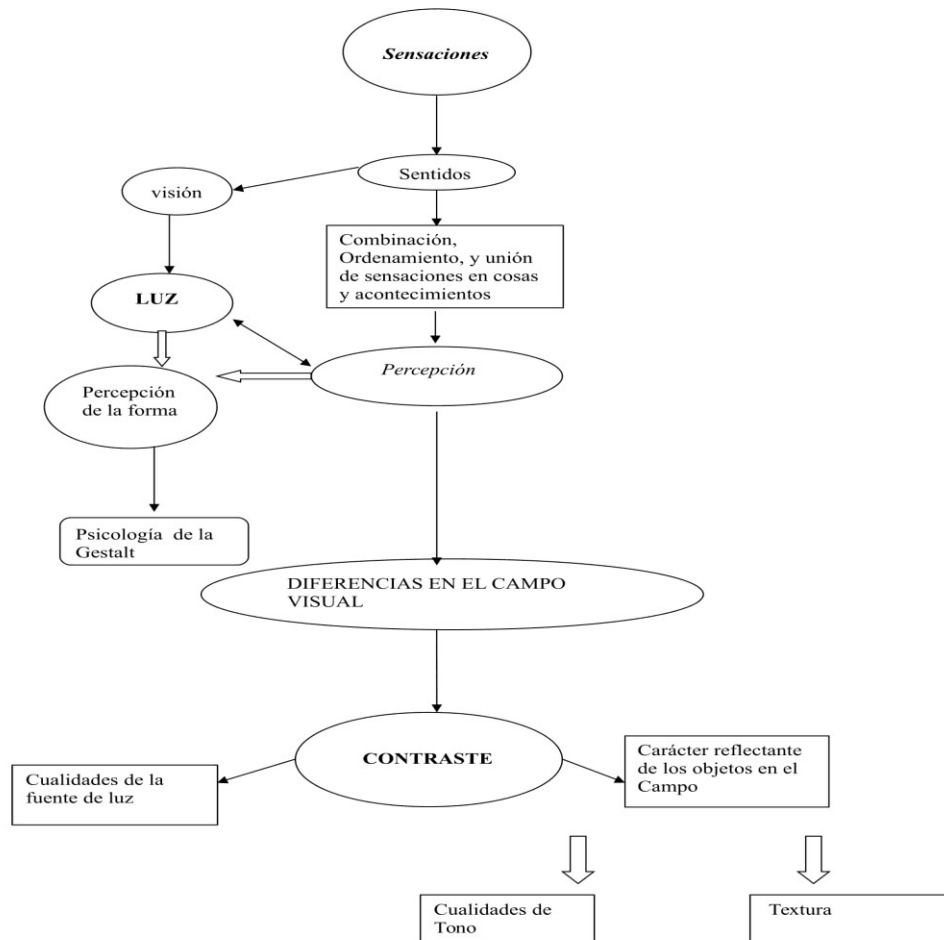 Sensaciones
Sentidos
visión
Combinación,
Ordenamiento, y unión
de sensaciones en cosas
y acontecimientos
LUZ
Percepción
Percepción
de la forma
Psicología de la
Gestalt
DIFERENCIAS EN EL CAMPO
VISUAL
CONTRASTE
Cualidades de la
fuente de luz
Carácter reflectante
de los objetos en el
Campo
Cualidades de
Tono
Textura